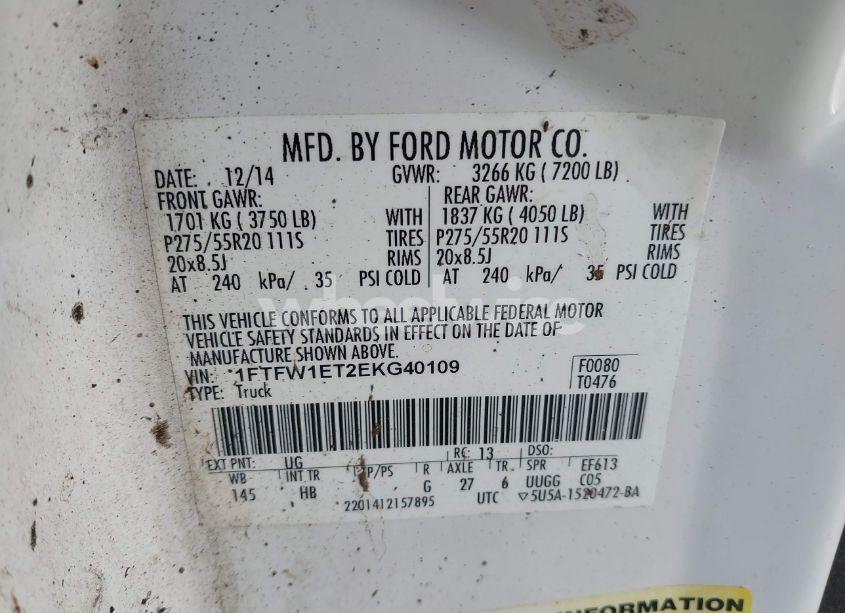 MFD. BY FORD MOTOR CO.
DATE: 12/14 GVWR: 3266 KG ( 7200 LB)
FRONT GAWR: REAR GAWR:
1701 KG ( 3750 LB) WITH 1837 KG ( 4050 LB) WITH
P275/55R20 111S TIRES P275/55R20 111S TIRES
20x8.5J RIMS 20x8.5J RIMS
AT 240 kPa/ 35 PSI COLD AT 240 kPa/ 35 PSI COLD
THIS VEHICLE CONFORMS TO ALL APPLICABLE FEDERAL MOTOR
VEHICLE SAFETY STANDARDS IN EFFECT ON THE DATE OF
MANUFACTURE SHOWN ABOVE.
VIN: 1FTFW1ET2EKG40109 F0080
TYPE: Truck T0476
EXT PNT: UG RC: 13 DSO:
WB INT TR TP/PS R AXLE TR SPR EF613
145 HB G 27 6 UUGG C05
2201412157895 UTC ▽5U5A-1520472-BA
INFORMATION